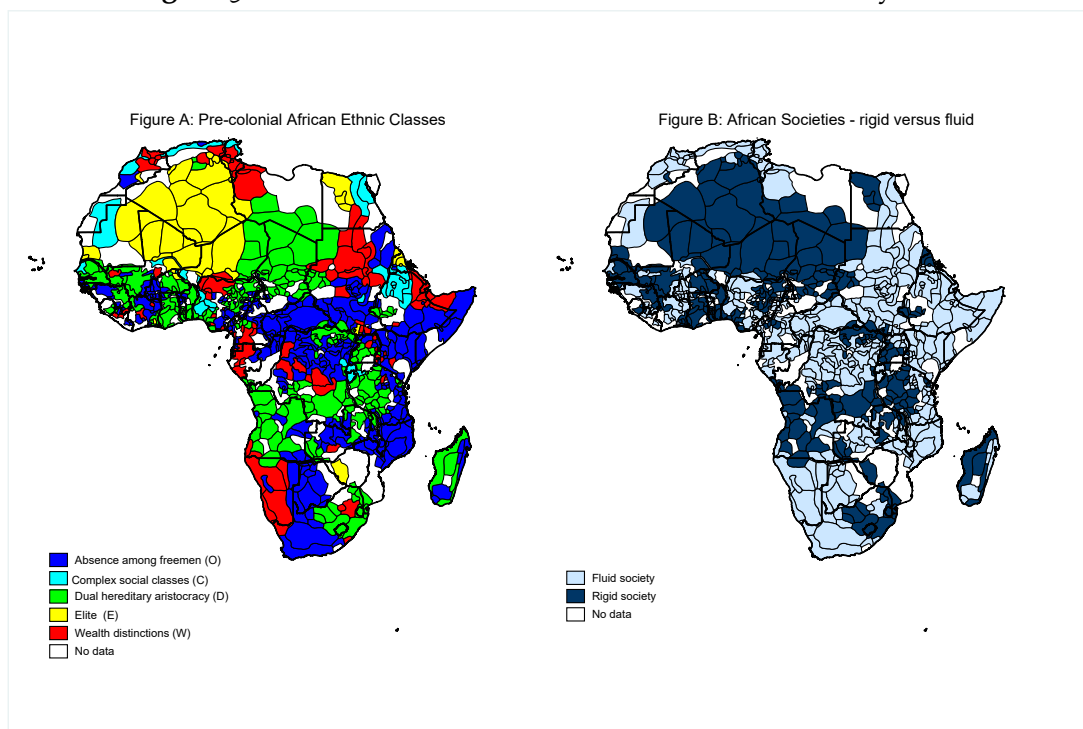 Figure A: Pre-colonial African Ethnic Classes
Figure B: African Societies - rigid versus fluid
Absence among freemen (O)
Complex social classes (C)
Dual hereditary aristocracy (D)
Elite (E)
Wealth distinctions (W)
No data
Fluid society
Rigid society
No data